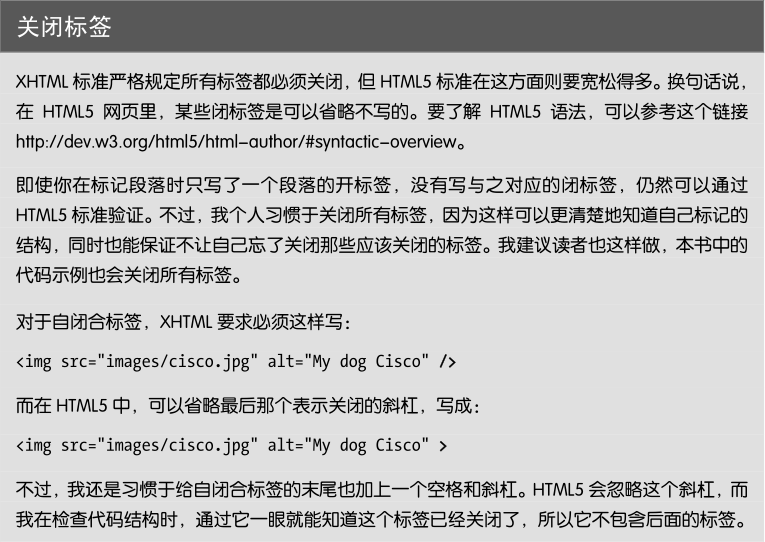 关闭标签
XHTML 标准严格规定所有标签都必须关闭，但 HTML5 标准在这方面则要宽松得多。换句话说，
在 HTML5 网页里，某些闭标签是可以省略不写的。要了解 HTML5 语法，可以参考这个链接
http://dev.w3.org/html5/html-author/#syntactic-overview。
即使你在标记段落时只写了一个段落的开标签，没有写与之对应的闭标签，仍然可以通过
HTML5 标准验证。不过，我个人习惯于关闭所有标签，因为这样可以更清楚地知道自己标记的
结构，同时也能保证不让自己忘了关闭那些应该关闭的标签。我建议读者也这样做，本书中的
代码示例也会关闭所有标签。
对于自闭合标签，XHTML 要求必须这样写：
<img src="images/cisco.jpg" alt="My dog Cisco" />
而在 HTML5 中，可以省略最后那个表示关闭的斜杠，写成：
<img src="images/cisco.jpg" alt="My dog Cisco" >
不过，我还是习惯于给自闭合标签的末尾也加上一个空格和斜杠。HTML5 会忽略这个斜杠，而
我在检查代码结构时，通过它一眼就能知道这个标签已经关闭了，所以它不包含后面的标签。